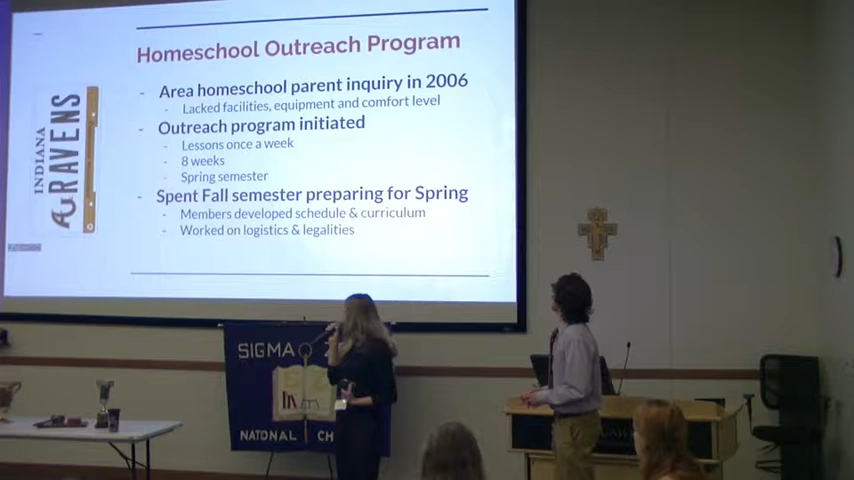 Homeschool Outreach Program
- Area homeschool parent inquiry in 2006
- Lacked facilities, equipment and comfort level
- Outreach program initiated
- Lessons once a week
- 8 weeks
- Spring semester
- Spent Fall semester preparing for Spring
- Members developed schedule & curriculum
- Worked on logistics & legalities
INDIANA
RAVENS
SIGMA
NATIONAL CH